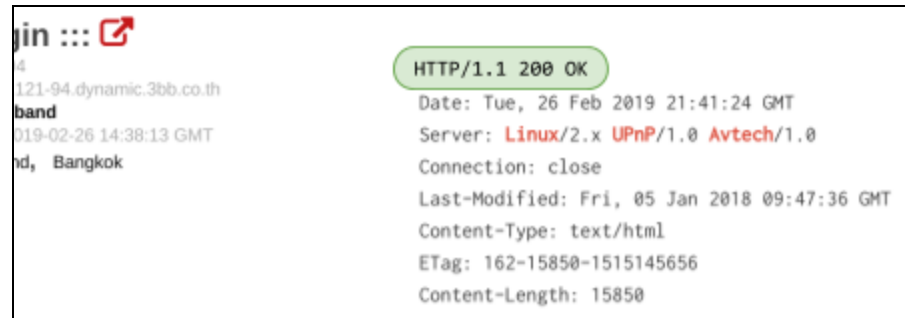 gin :::
4
121-94.dynamic.3bb.co.th
band
019-02-26 14:38:13 GMT
nd, Bangkok
HTTP/1.1 200 OK
Date: Tue, 26 Feb 2019 21:41:24 GMT
Server: Linux/2.x UPnP/1.0 Avtech/1.0
Connection: close
Last-Modified: Fri, 05 Jan 2018 09:47:36 GMT
Content-Type: text/html
ETag: 162-15850-1515145656
Content-Length: 15850